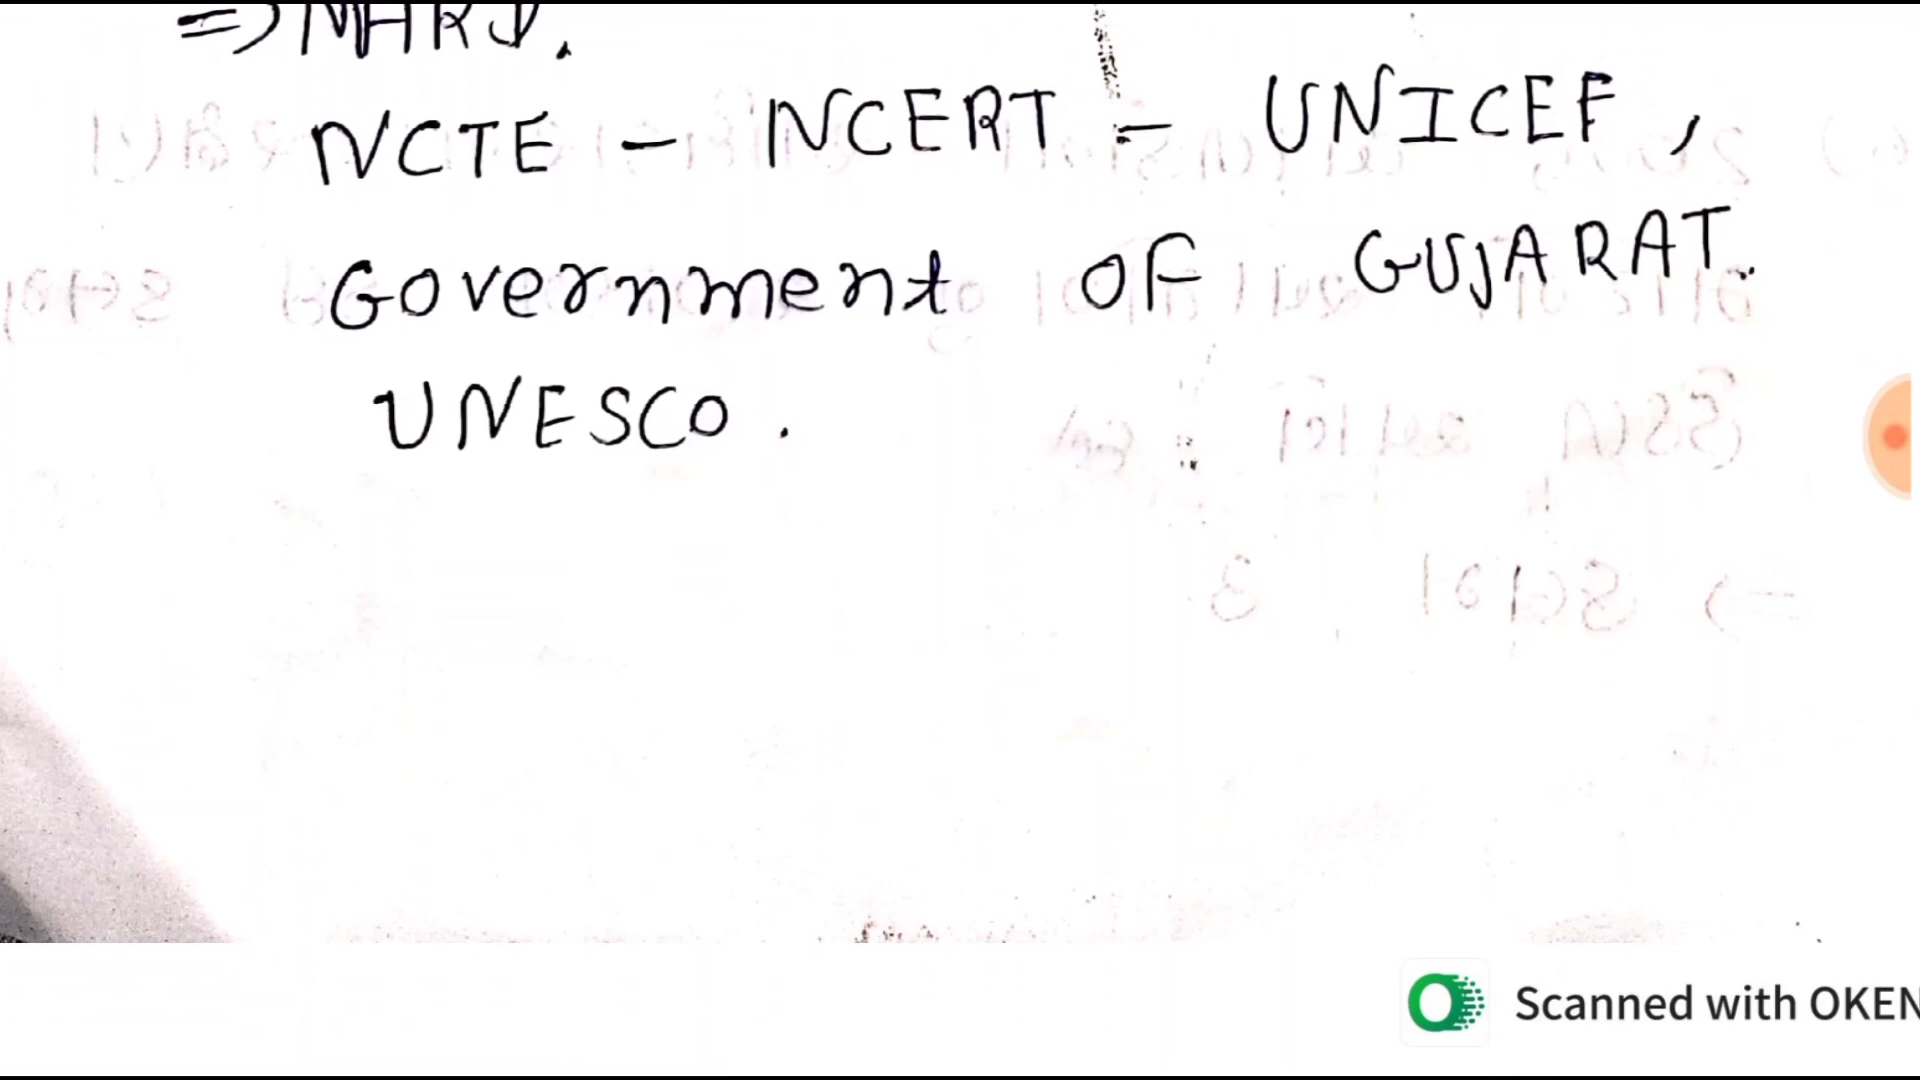 => MHRD.
NCTE - NCERT - UNICEF,
Government OF GUJARAT.
UNESCO.
Scanned with OKEN